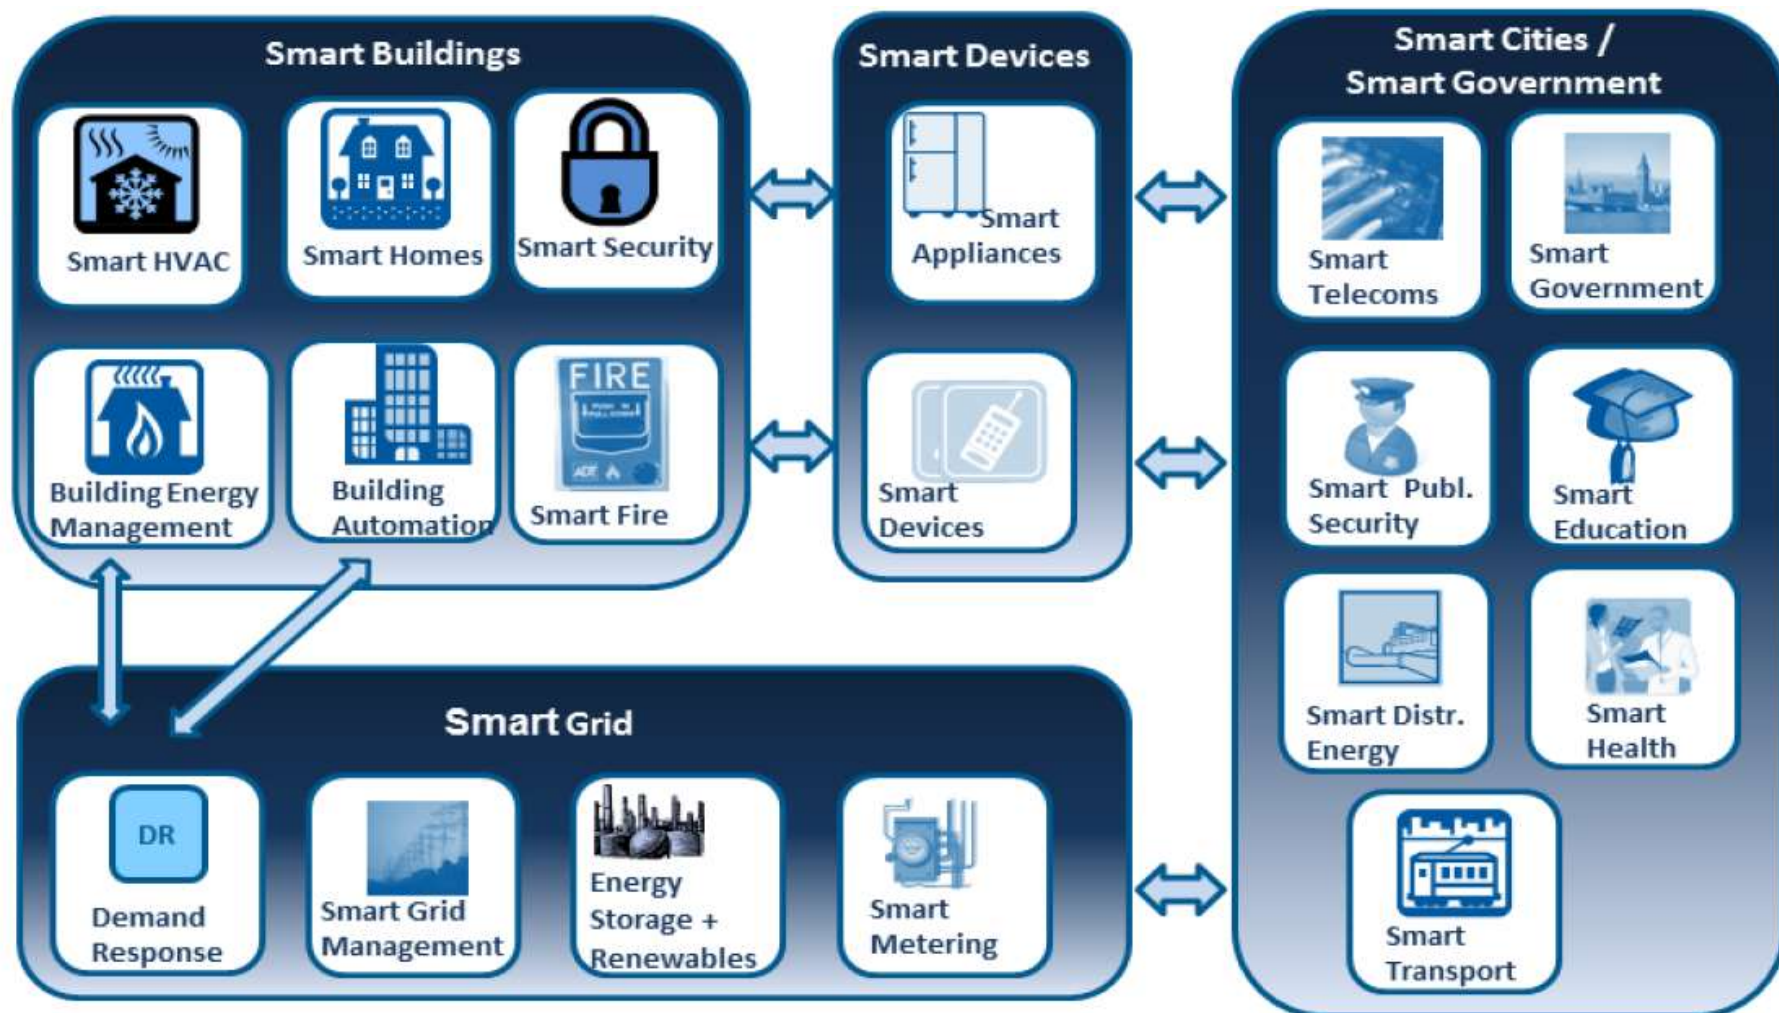 Smart Buildings
Smart HVAC
Smart Homes
Smart Security
Building Energy
Management
Building
Automation
FIRE
ADT
Smart Fire
Smart Devices
Smart
Appliances
Smart
Devices
Smart Cities /
Smart Government
Smart
Telecoms
Smart
Government
Smart Publ.
Security
Smart
Education
Smart Distr.
Energy
Smart
Health
Smart
Transport
Smart Grid
DR
Demand
Response
Smart Grid
Management
Energy
Storage +
Renewables
Smart
Metering